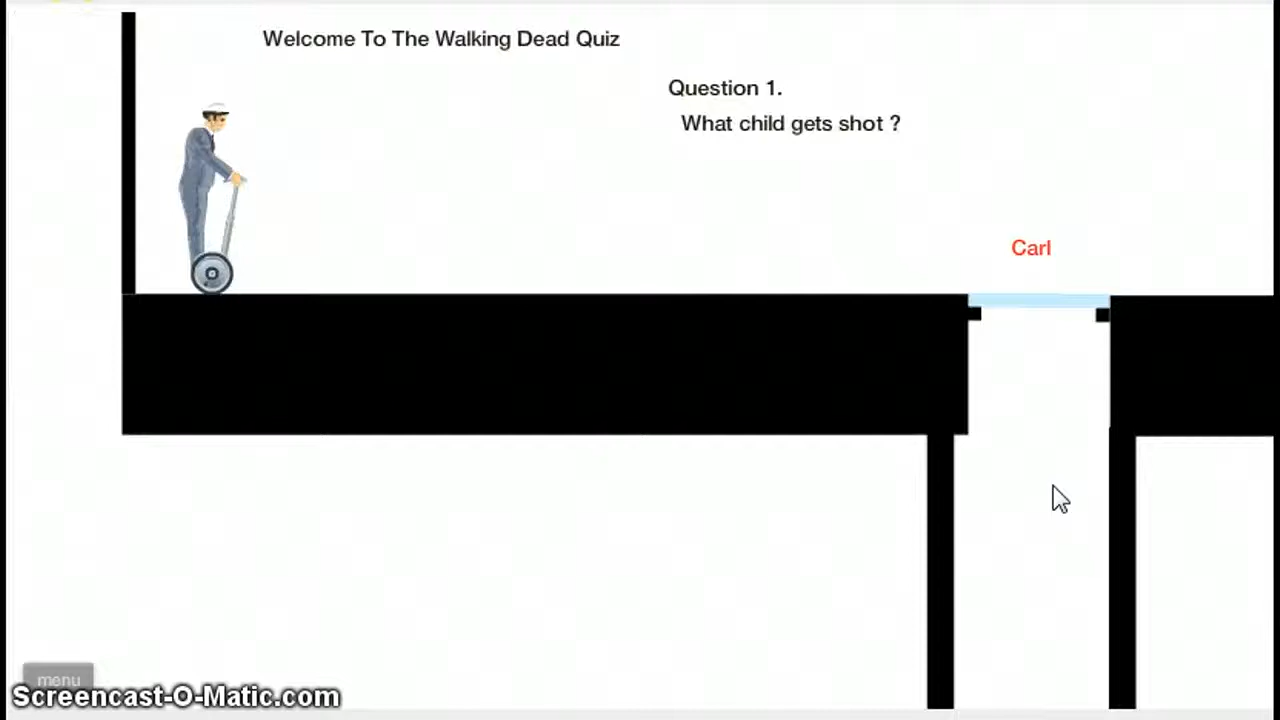 Welcome To The Walking Dead Quiz
Question 1.
What child gets shot ?
Carl
menu
Screencast-O-Matic.com